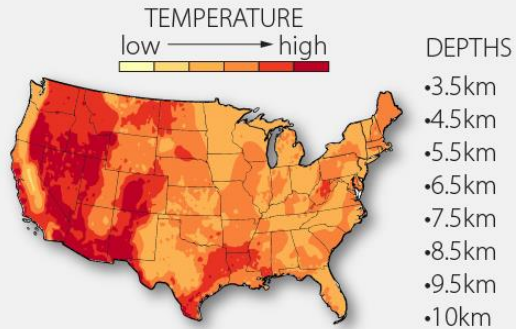 TEMPERATURE
low high
DEPTHS
•3.5km
•4.5km
•5.5km
•6.5km
•7.5km
•8.5km
•9.5km
•10km